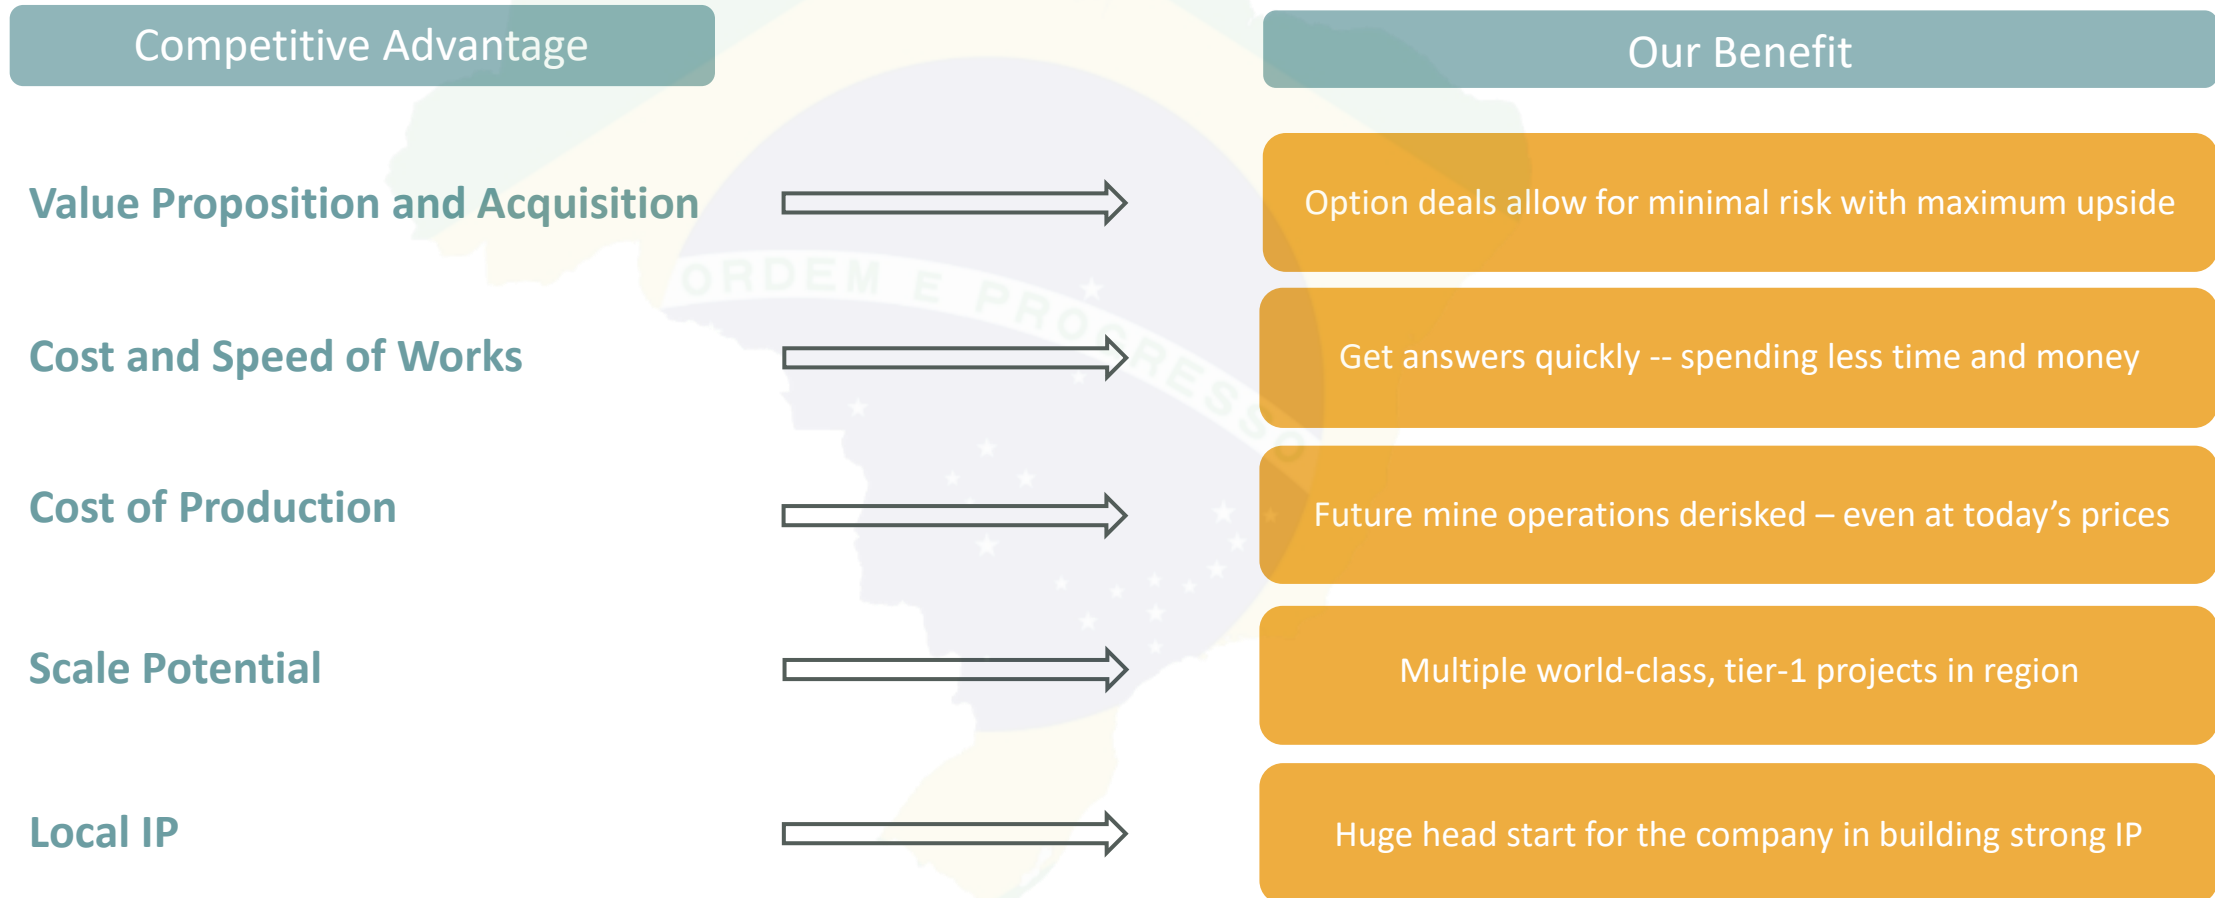 Competitive Advantage
Our Benefit
Value Proposition and Acquisition
Option deals allow for minimal risk with maximum upside
ORDEM E PROGRESSO
Cost and Speed of Works
Get answers quickly -- spending less time and money
Cost of Production
Future mine operations derisked – even at today’s prices
Scale Potential
Multiple world-class, tier-1 projects in region
Local IP
Huge head start for the company in building strong IP